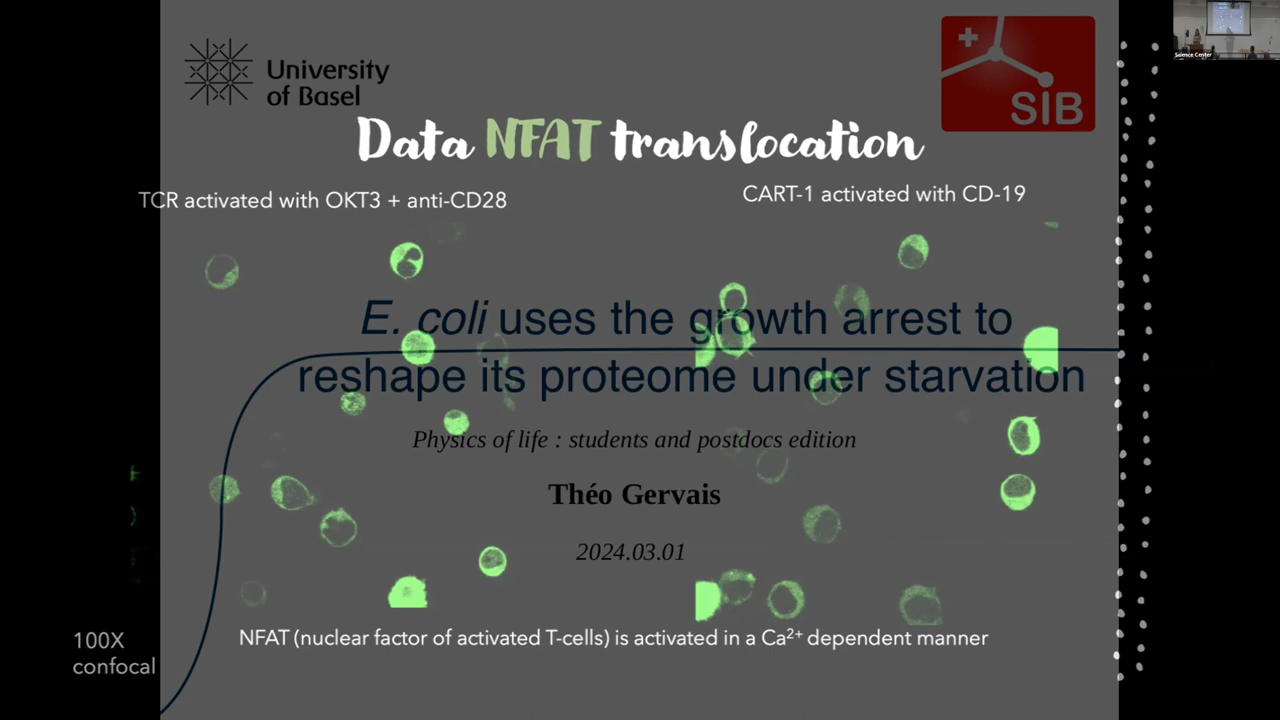 University
of Basel
SIB
Science Center
Data NFAT translocation
TCR activated with OKT3 + anti-CD28
CART-1 activated with CD-19
E. coli uses the growth arrest to
reshape its proteome under starvation
Physics of life : students and postdocs edition
Théo Gervais
2024.03.01
100X
confocal
NFAT (nuclear factor of activated T-cells) is activated in a Ca²⁺ dependent manner